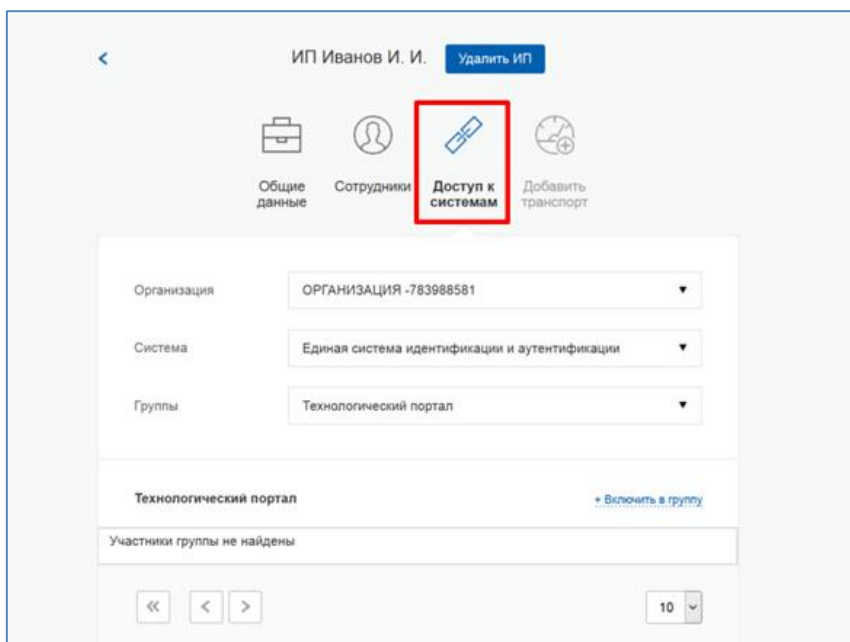 ИП Иванов И. И.
Удалить ИП
Общие
данные
Сотрудники
Доступ к
системам
Добавить
транспорт
Организация
ОРГАНИЗАЦИЯ -783988581
Система
Единая система идентификации и аутентификации
Группы
Технологический портал
Технологический портал
+ Включить в группу
Участники группы не найдены
10